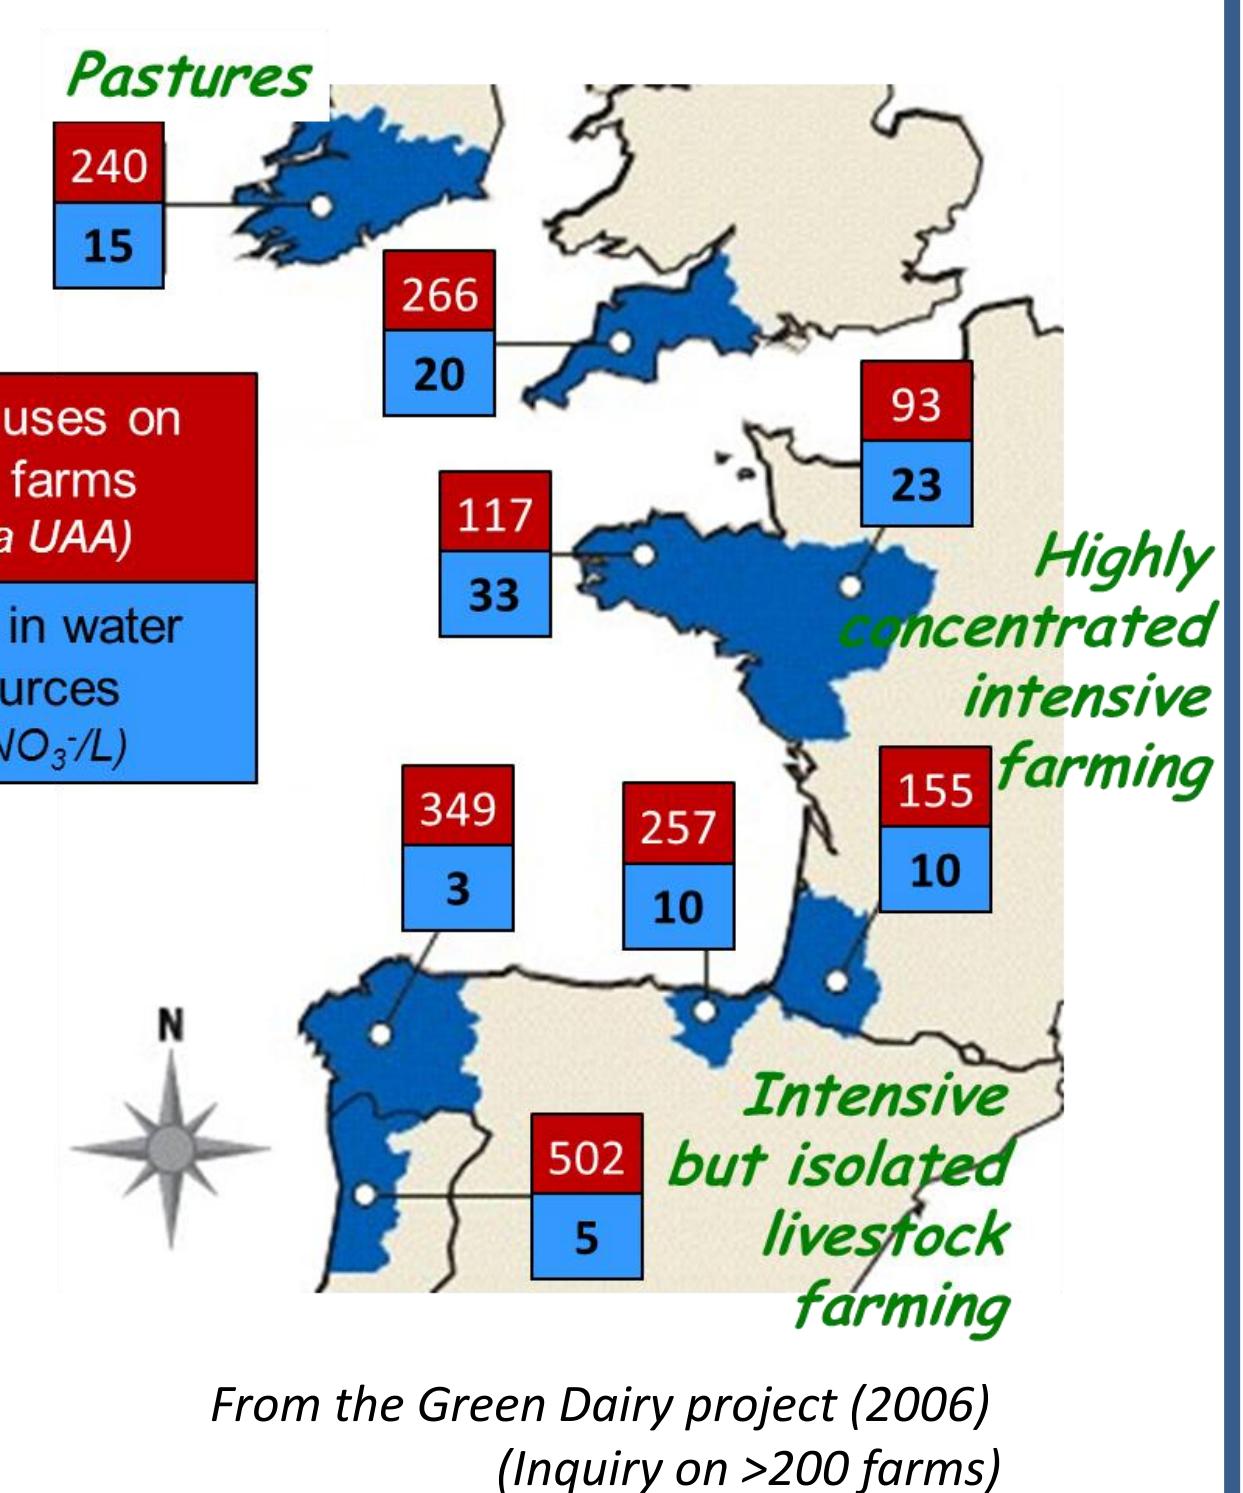 Pastures
240
15
266
20
uses on
farms
a UAA)
in water
urces
NO₃⁻/L)
93
23
117
33
Highly
concentrated
intensive
farming
155
10
349
3
257
10
N
502
5
Intensive
but isolated
livestock
farming
From the Green Dairy project (2006)
(Inquiry on >200 farms)